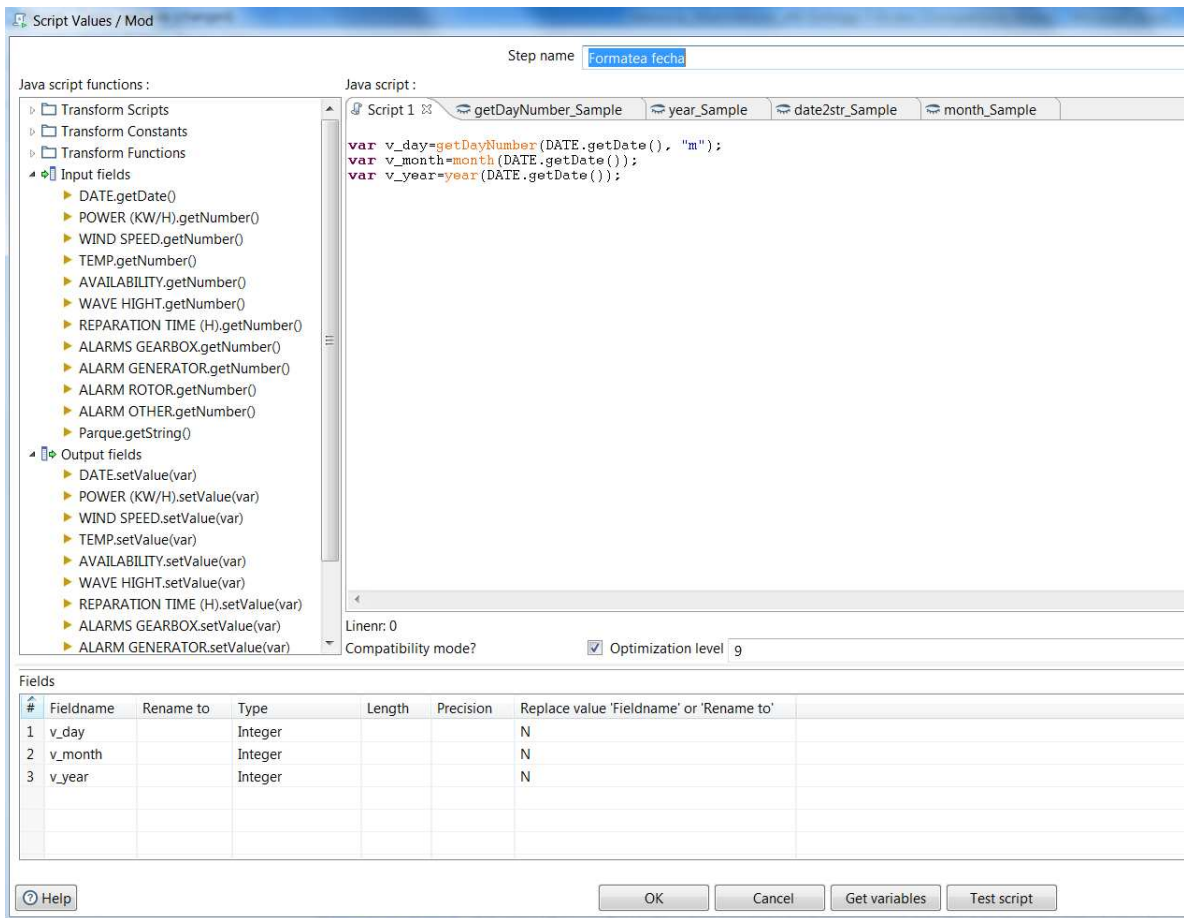 Script Values / Mod
Step name Formatea fecha
Java script functions :
Java script :
Transform Scripts
Transform Constants
Transform Functions
Input fields
DATE.getDate()
POWER (KW/H).getNumber()
WIND SPEED.getNumber()
TEMP.getNumber()
AVAILABILITY.getNumber()
WAVE HIGHT.getNumber()
REPARATION TIME (H).getNumber()
ALARMS GEARBOX.getNumber()
ALARM GENERATOR.getNumber()
ALARM ROTOR.getNumber()
ALARM OTHER.getNumber()
Parque.getString()
Output fields
DATE.setValue(var)
POWER (KW/H).setValue(var)
WIND SPEED.setValue(var)
TEMP.setValue(var)
AVAILABILITY.setValue(var)
WAVE HIGHT.setValue(var)
REPARATION TIME (H).setValue(var)
ALARMS GEARBOX.setValue(var)
ALARM GENERATOR.setValue(var)
Script 1 getDayNumber_Sample year_Sample date2str_Sample month_Sample
var v_day=getDayNumber(DATE.getDate(), "m");
var v_month=month(DATE.getDate());
var v_year=year(DATE.getDate());
Linenr: 0
Compatibility mode? Optimization level 9
Fields
# Fieldname Rename to Type Length Precision Replace value 'Fieldname' or 'Rename to'
1 v_day Integer N
2 v_month Integer N
3 v_year Integer N
Help OK Cancel Get variables Test script